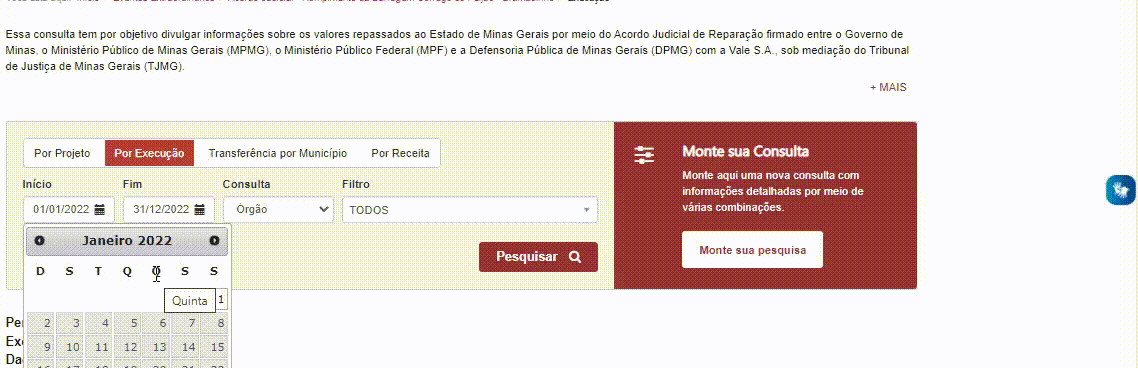 Essa consulta tem por objetivo divulgar informações sobre os valores repassados ao Estado de Minas Gerais por meio do Acordo Judicial de Reparação firmado entre o Governo de
Minas, o Ministério Público de Minas Gerais (MPMG), o Ministério Público Federal (MPF) e a Defensoria Pública de Minas Gerais (DPMG) com a Vale S.A., sob mediação do Tribunal
de Justiça de Minas Gerais (TJMG).
+ MAIS
Por Projeto Por Execução Transferência por Município Por Receita
Início Fim Consulta Filtro
01/01/2022 31/12/2022 Órgão TODOS
Janeiro 2022
D S T Q Q S S
Quinta 1
2 3 4 5 6 7 8
9 10 11 12 13 14 15
Pesquisar
Monte sua Consulta
Monte aqui uma nova consulta com
informações detalhadas por meio de
várias combinações.
Monte sua pesquisa